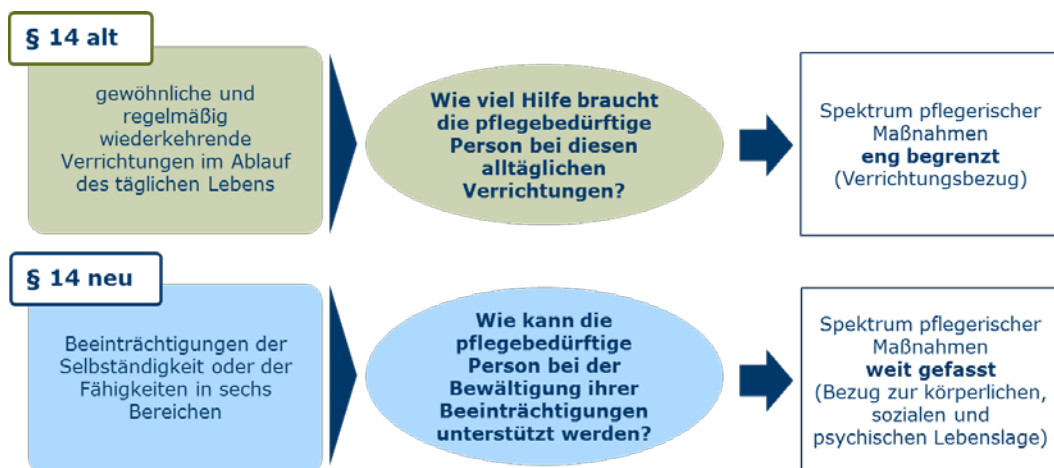 § 14 alt
gewöhnliche und
regelmäßig
wiederkehrende
Verrichtungen im Ablauf
des täglichen Lebens
Wie viel Hilfe braucht
die pflegebedürftige
Person bei diesen
alltäglichen
Verrichtungen?
Spektrum pflegerischer
Maßnahmen
eng begrenzt
(Verrichtungsbezug)
§ 14 neu
Beeinträchtigungen der
Selbständigkeit oder der
Fähigkeiten in sechs
Bereichen
Wie kann die
pflegebedürftige
Person bei der
Bewältigung ihrer
Beeinträchtigungen
unterstützt werden?
Spektrum pflegerischer
Maßnahmen
weit gefasst
(Bezug zur körperlichen,
sozialen und
psychischen Lebenslage)